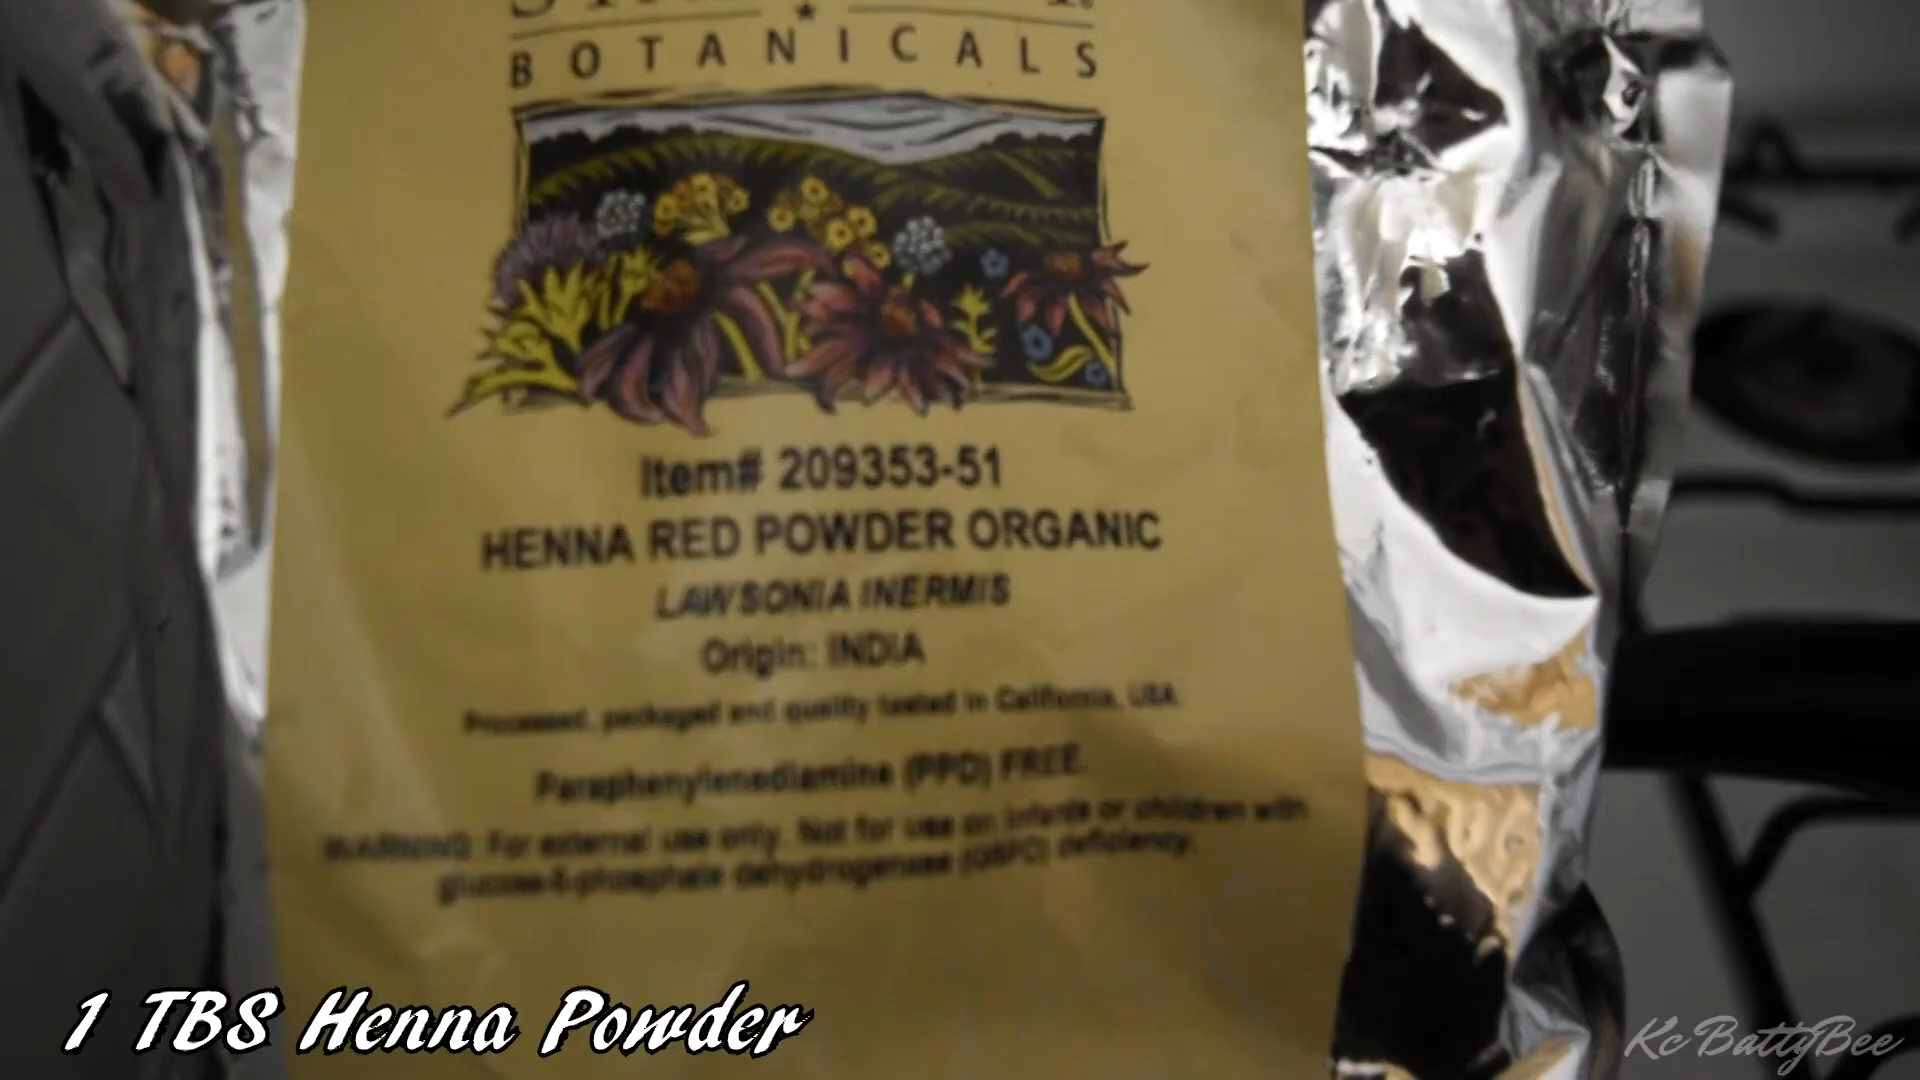 BOTANICALS
Item# 209353-51
HENNA RED POWDER ORGANIC
LAWSONIA INERMIS
Origin: INDIA
Processed, packaged and quality tested in California, USA
Paraphenylenediamine (PPD) FREE.
WARNING: For external use only. Not for use on infants or children with
glucose-6-phosphate dehydrogenase (G6PD) deficiency.
1 TBS Henna Powder
Kc BattyBee